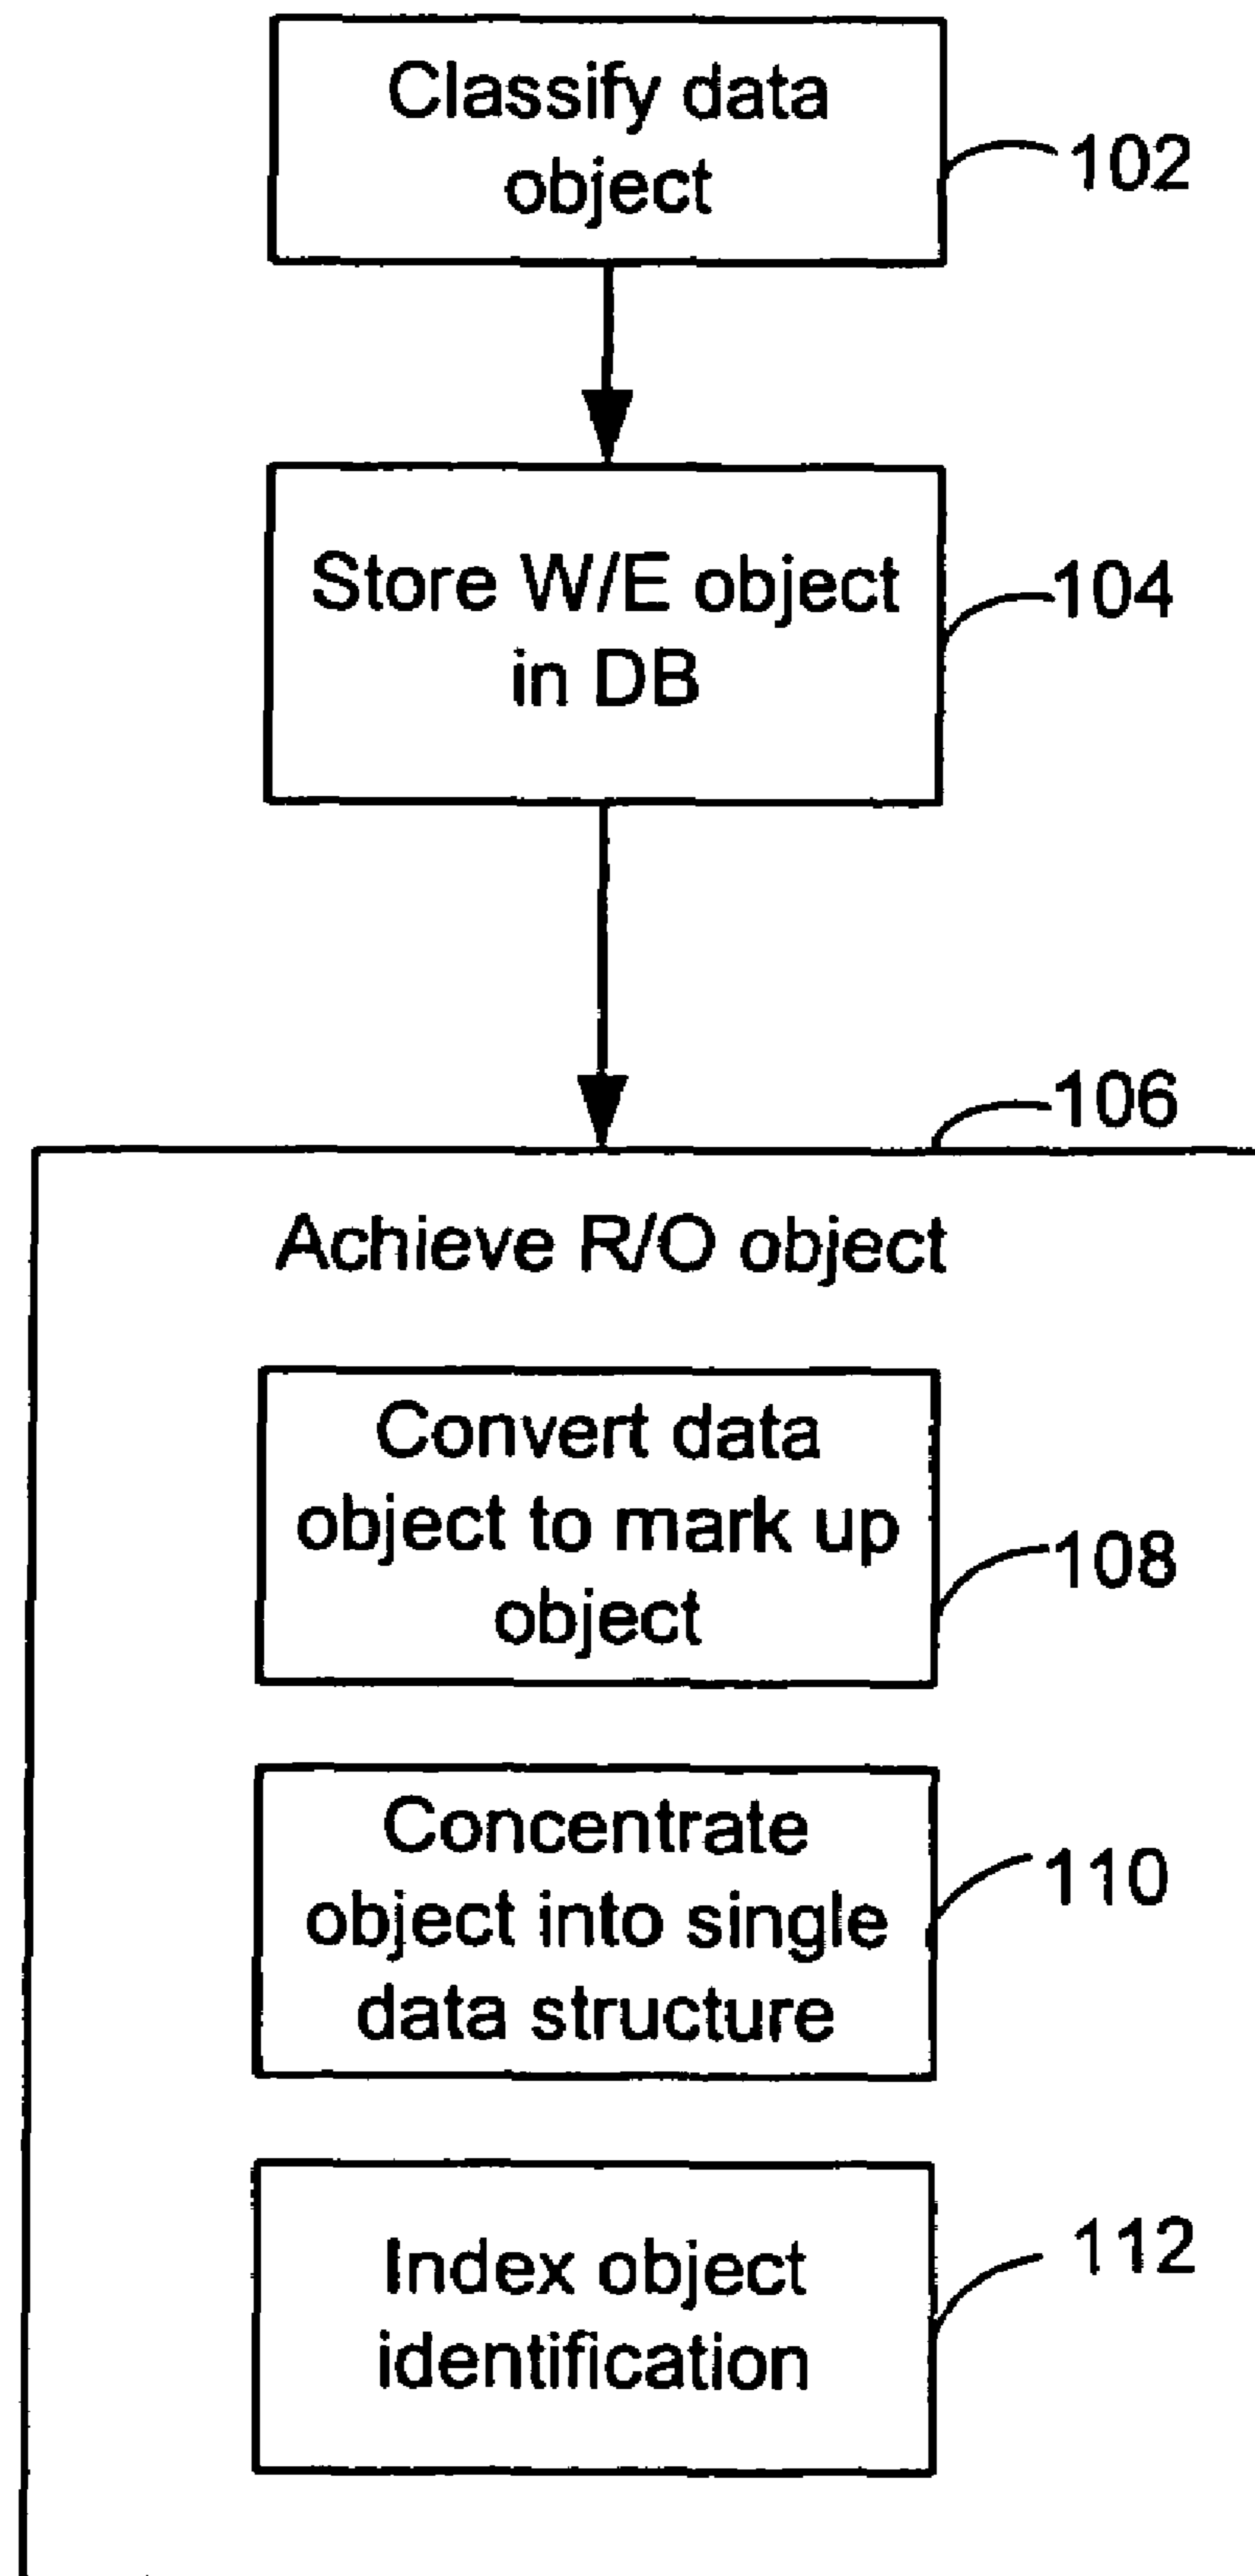 Classify data
object
102
Store W/E object
in DB
104
106
Achieve R/O object
Convert data
object to mark up
object
108
Concentrate
object into single
data structure
110
Index object
identification
112